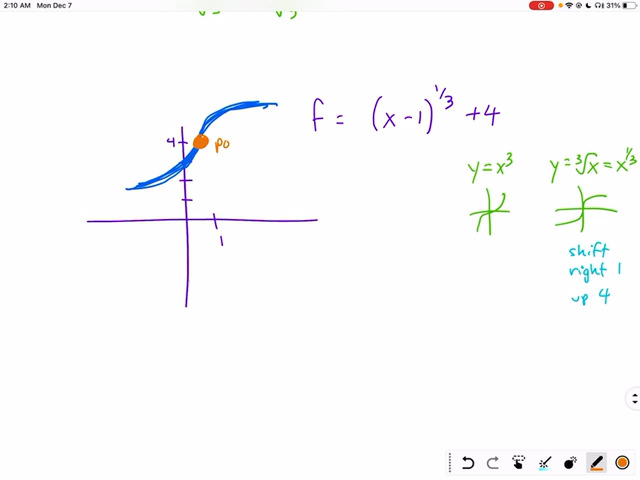 2:10 AM Mon Dec 7
31%
f = (x-1)^1/3 + 4
4
po
y = x³ y = ³√x = x^1/3
1
shift
right 1
up 4